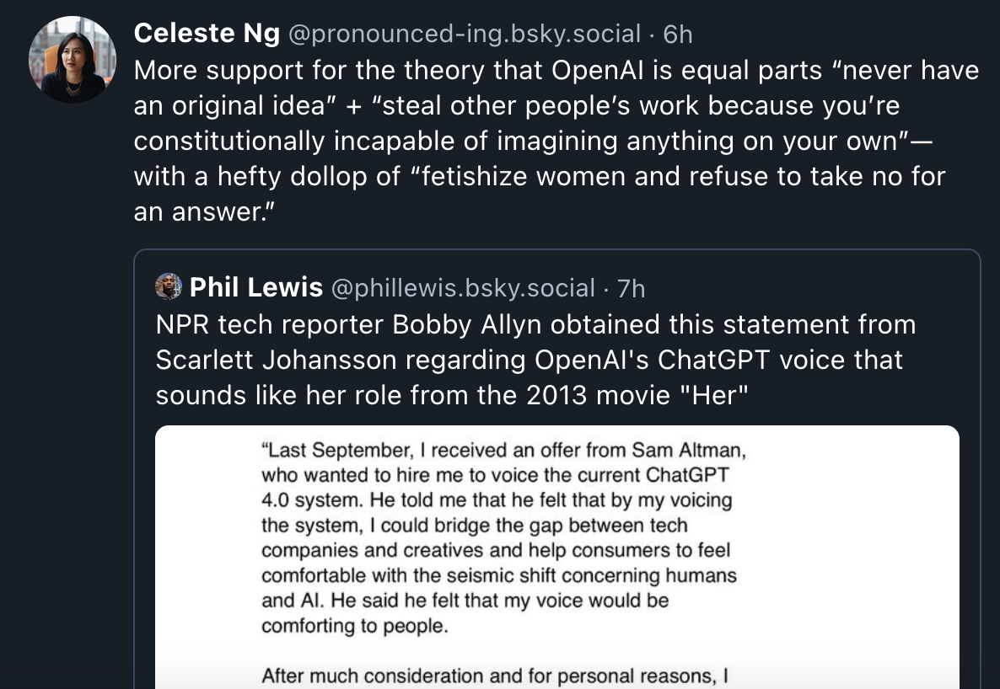 Celeste Ng @pronounced-ing.bsky.social · 6h
More support for the theory that OpenAI is equal parts “never have
an original idea” + “steal other people’s work because you’re
constitutionally incapable of imagining anything on your own”—
with a hefty dollop of “fetishize women and refuse to take no for
an answer.”
Phil Lewis @phillewis.bsky.social · 7h
NPR tech reporter Bobby Allyn obtained this statement from
Scarlett Johansson regarding OpenAI's ChatGPT voice that
sounds like her role from the 2013 movie "Her"
“Last September, I received an offer from Sam Altman,
who wanted to hire me to voice the current ChatGPT
4.0 system. He told me that he felt that by my voicing
the system, I could bridge the gap between tech
companies and creatives and help consumers to feel
comfortable with the seismic shift concerning humans
and AI. He said he felt that my voice would be
comforting to people.
After much consideration and for personal reasons, I